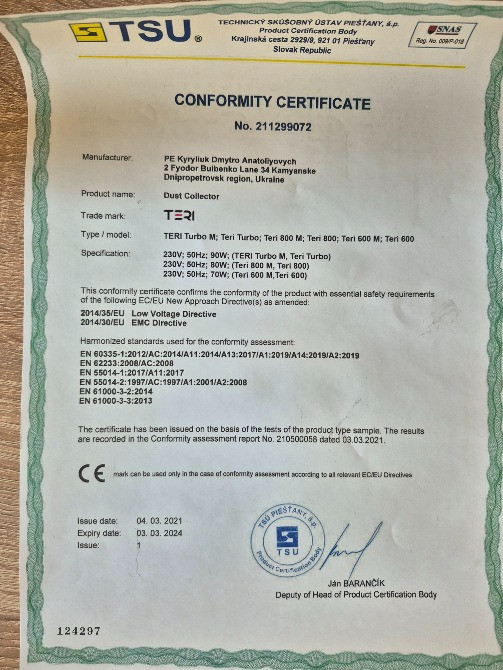 TSU®
TECHNICKÝ SKÚŠOBNÝ ÚSTAV PIEŠŤANY, š.p.
Product Certification Body
Krajinská cesta 2929/9, 921 01 Piešťany
Slovak Republic
SNAS
Reg. No. 009/P-018
CONFORMITY CERTIFICATE
No. 211299072
Manufacturer: PE Kyryliuk Dmytro Anatoliyovych
2 Fyodor Bulbenko Lane 34 Kamyanske
Dnipropetrovsk region, Ukraine
Product name: Dust Collector
Trade mark: TERI
Type / model: TERI Turbo M; Teri Turbo; Teri 800 M; Teri 800; Teri 600 M; Teri 600
Specification: 230V; 50Hz; 90W; (TERI Turbo M, Teri Turbo)
230V; 50Hz; 80W; (Teri 800 M, Teri 800)
230V; 50Hz; 70W; (Teri 600 M,Teri 600)
This conformity certificate confirms the conformity of the product with essential safety requirements
of the following EC/EU New Approach Directive(s) as amended:
2014/35/EU Low Voltage Directive
2014/30/EU EMC Directive
Harmonized standards used for the conformity assessment:
EN 60335-1:2012/AC:2014/A11:2014/A13:2017/A1:2019/A14:2019/A2:2019
EN 62233:2008/AC:2008
EN 55014-1:2017/A11:2017
EN 55014-2:1997/AC:1997/A1:2001/A2:2008
EN 61000-3-2:2014
EN 61000-3-3:2013
The certificate has been issued on the basis of the tests of the product type sample. The results
are recorded in the Conformity assessment report No. 210500058 dated 03.03.2021.
CE mark can be used only in the case of conformity assessment according to all relevant EC/EU Directives
Issue date: 04. 03. 2021
Expiry date: 03. 03. 2024
Issue: 1
TSÚ PIEŠŤANY, š.p.
TSU
Product Certification Body
Ján BARANČÍK
Deputy of Head of Product Certification Body
124297